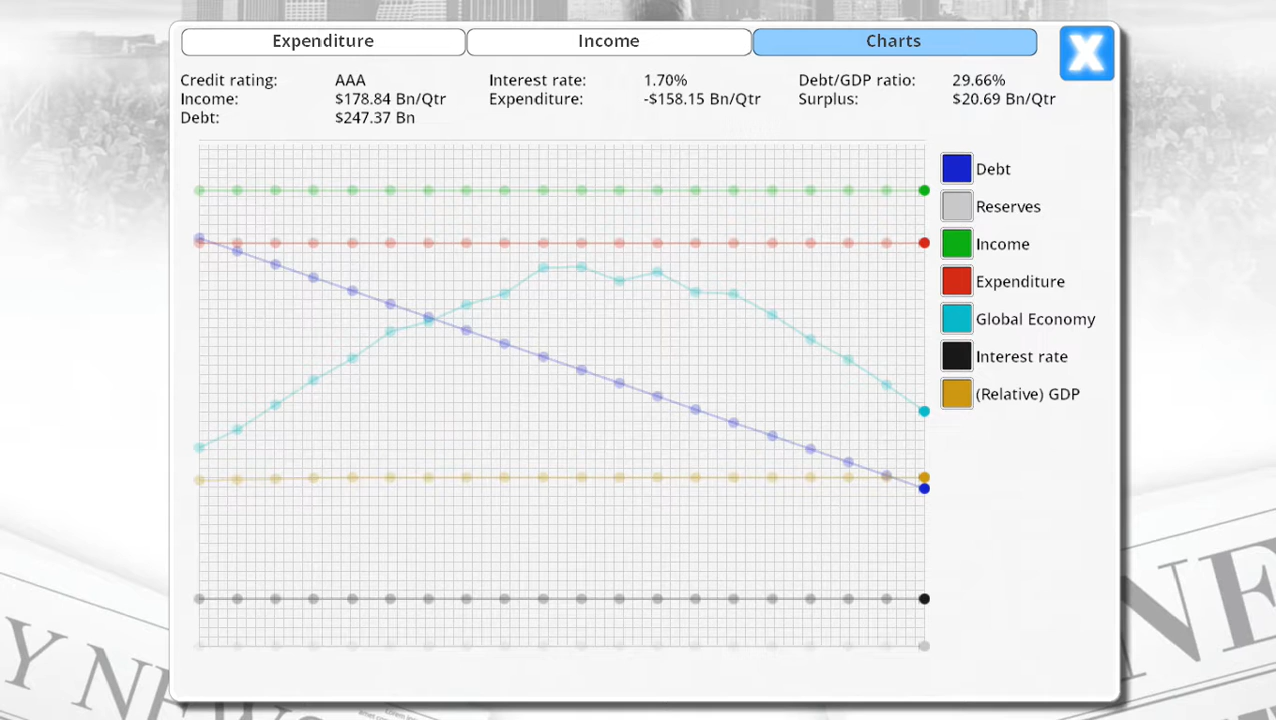 Expenditure Income Charts
X
Credit rating: AAA Interest rate: 1.70% Debt/GDP ratio: 29.66%
Income: $178.84 Bn/Qtr Expenditure: -$158.15 Bn/Qtr Surplus: $20.69 Bn/Qtr
Debt: $247.37 Bn
Debt
Reserves
Income
Expenditure
Global Economy
Interest rate
(Relative) GDP
Y NEWS
NE